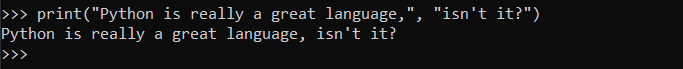 >>> print("Python is really a great language,", "isn't it?")
Python is really a great language, isn't it?
>>>